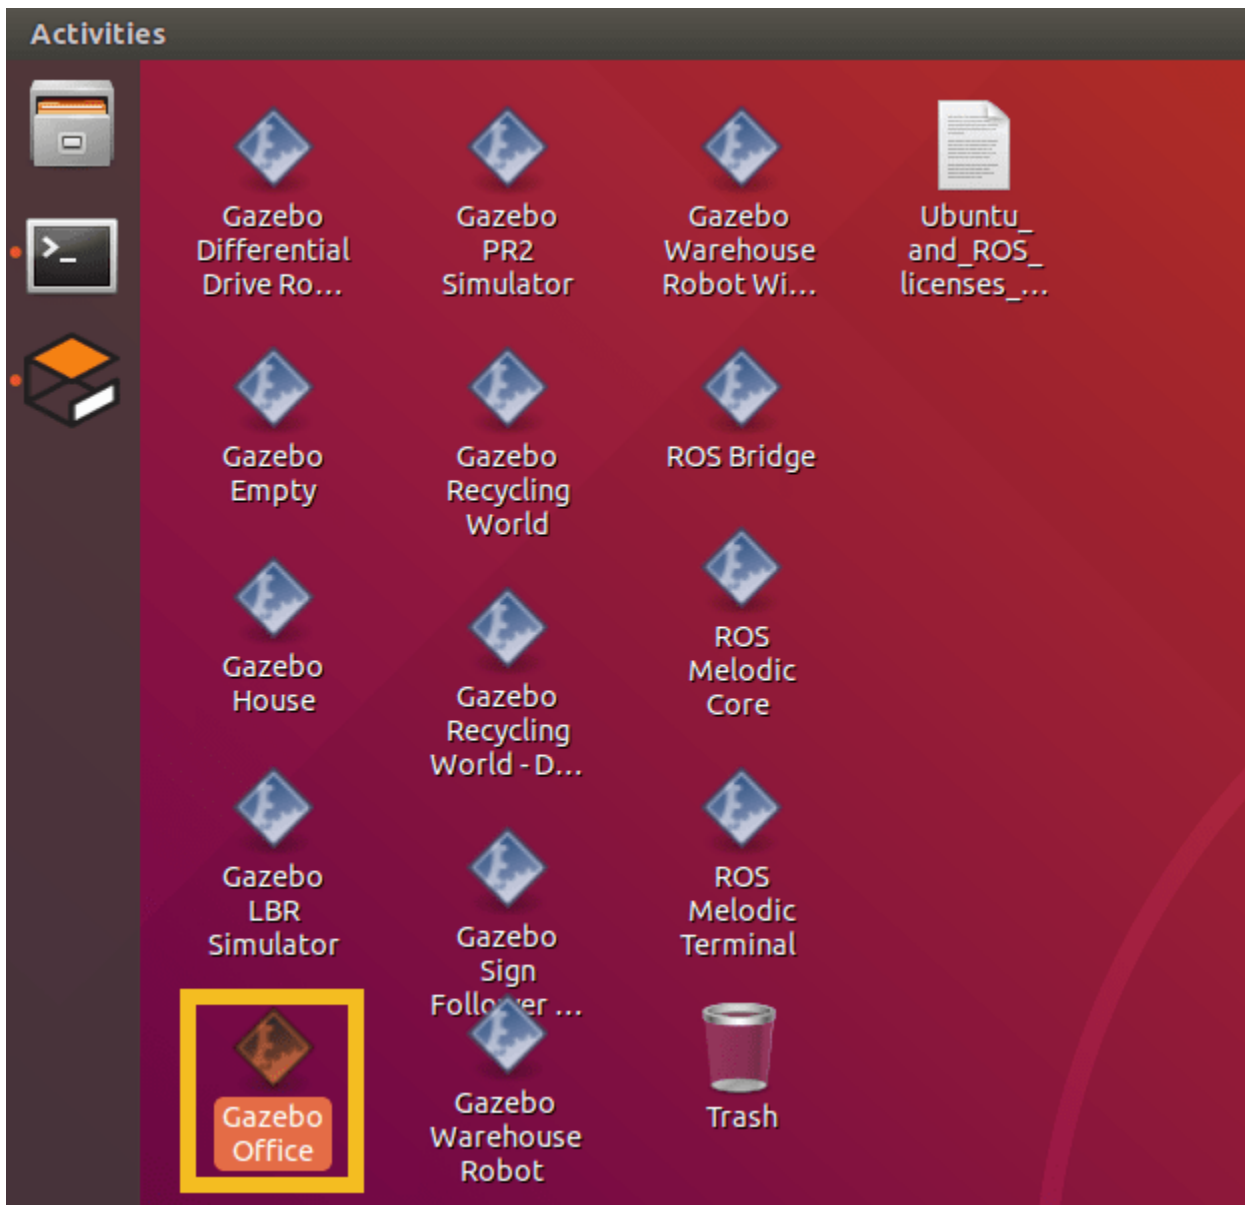 Activities
Gazebo
Differential
Drive Ro...
Gazebo
PR2
Simulator
Gazebo
Warehouse
Robot Wi...
Ubuntu_
and_ROS_
licenses_...
Gazebo
Empty
Gazebo
Recycling
World
ROS Bridge
Gazebo
House
Gazebo
Recycling
World - D...
ROS
Melodic
Core
Gazebo
LBR
Simulator
Gazebo
Sign
Follower ...
ROS
Melodic
Terminal
Gazebo
Office
Gazebo
Warehouse
Robot
Trash